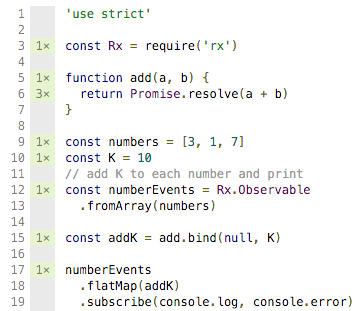 1 'use strict'
2
3 1× const Rx = require('rx')
4
5 1× function add(a, b) {
6 3× return Promise.resolve(a + b)
7 }
8
9 1× const numbers = [3, 1, 7]
10 1× const K = 10
11 // add K to each number and print
12 1× const numberEvents = Rx.Observable
13 .fromArray(numbers)
14
15 1× const addK = add.bind(null, K)
16
17 1× numberEvents
18 .flatMap(addK)
19 .subscribe(console.log, console.error)